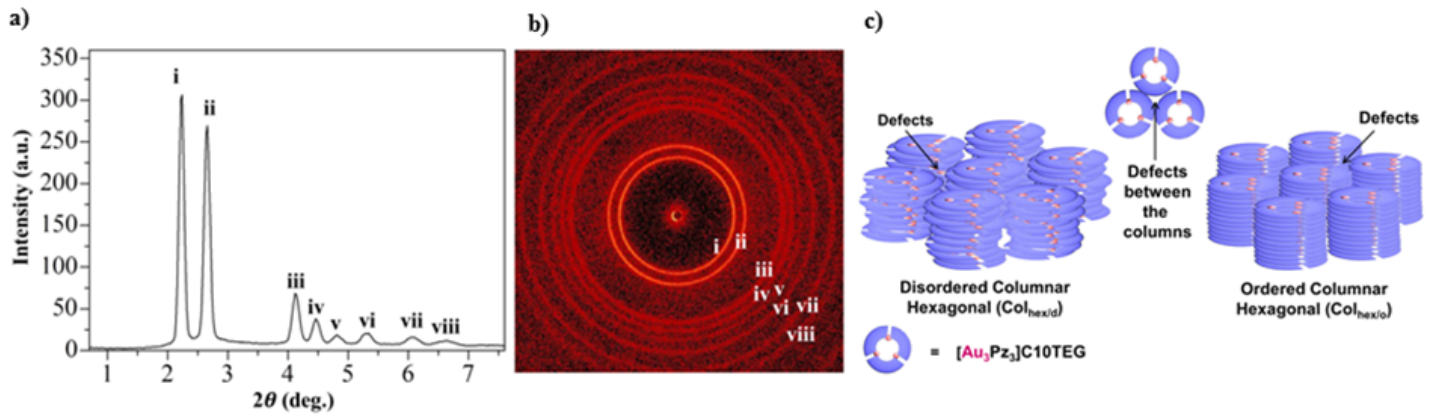 a)
350
300
250
200
150
100
50
0
Intensity (a.u.)
i
ii
iii
iv
v
vi
vii
viii
1 2 3 4 5 6 7
2θ (deg.)
b)
i ii
iii
iv v
vi vii
viii
c)
Defects
Defects
between
the
columns
Defects
Disordered Columnar
Hexagonal (Colhex/d)
Ordered Columnar
Hexagonal (Colhex/o)
= [Au3Pz3]C10TEG